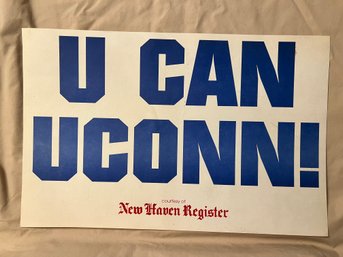 U CAN
UCONN!
courtesy of
New Haven Register